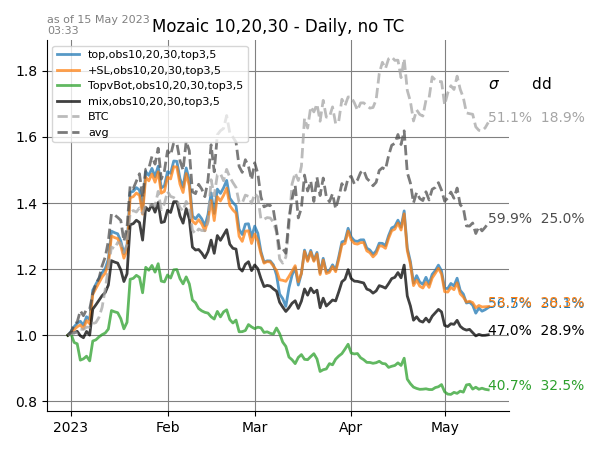 as of 15 May 2023
03:33
Mozaic 10,20,30 - Daily, no TC
top,obs10,20,30,top3,5
+SL,obs10,20,30,top3,5
TopvBot,obs10,20,30,top3,5
mix,obs10,20,30,top3,5
BTC
avg
σ dd
51.1% 18.9%
59.9% 25.0%
47.0% 28.9%
40.7% 32.5%
1.8
1.6
1.4
1.2
1.0
0.8
2023 Feb Mar Apr May